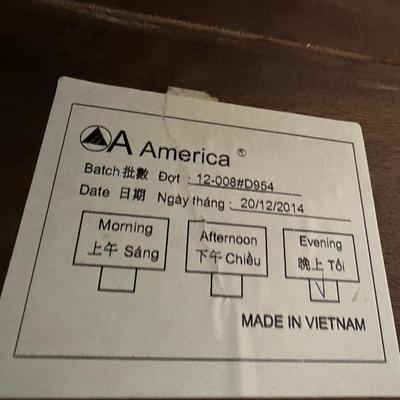 A America ®
Batch 批數 Đợt : 12-008#D954
Date 日期 Ngày tháng : 20/12/2014
Morning
上午 Sáng
Afternoon
下午 Chiều
Evening
晚上 Tối
MADE IN VIETNAM